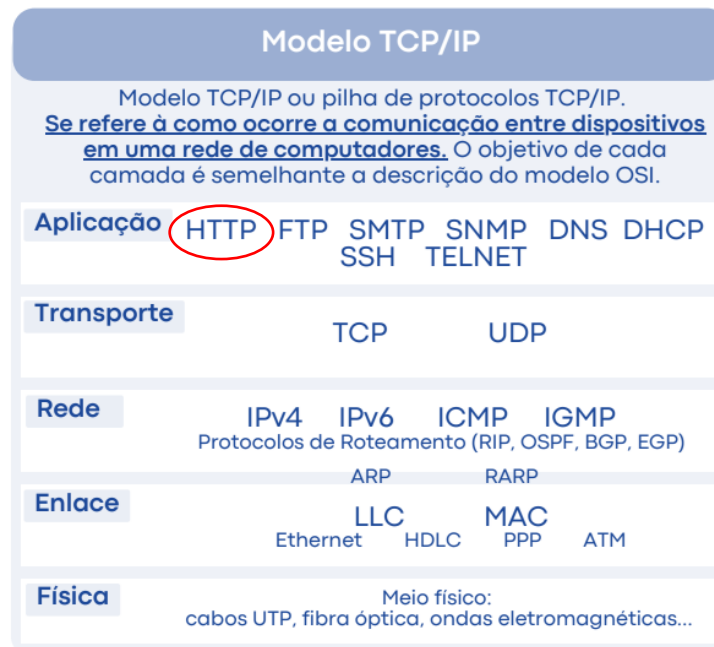 Modelo TCP/IP
Modelo TCP/IP ou pilha de protocolos TCP/IP.
Se refere à como ocorre a comunicação entre dispositivos
em uma rede de computadores. O objetivo de cada
camada é semelhante a descrição do modelo OSI.
Aplicação HTTP FTP SMTP SNMP DNS DHCP
SSH TELNET
Transporte
TCP UDP
Rede
IPv4 IPv6 ICMP IGMP
Protocolos de Roteamento (RIP, OSPF, BGP, EGP)
ARP RARP
Enlace
LLC MAC
Ethernet HDLC PPP ATM
Física
Meio físico:
cabos UTP, fibra óptica, ondas eletromagnéticas...